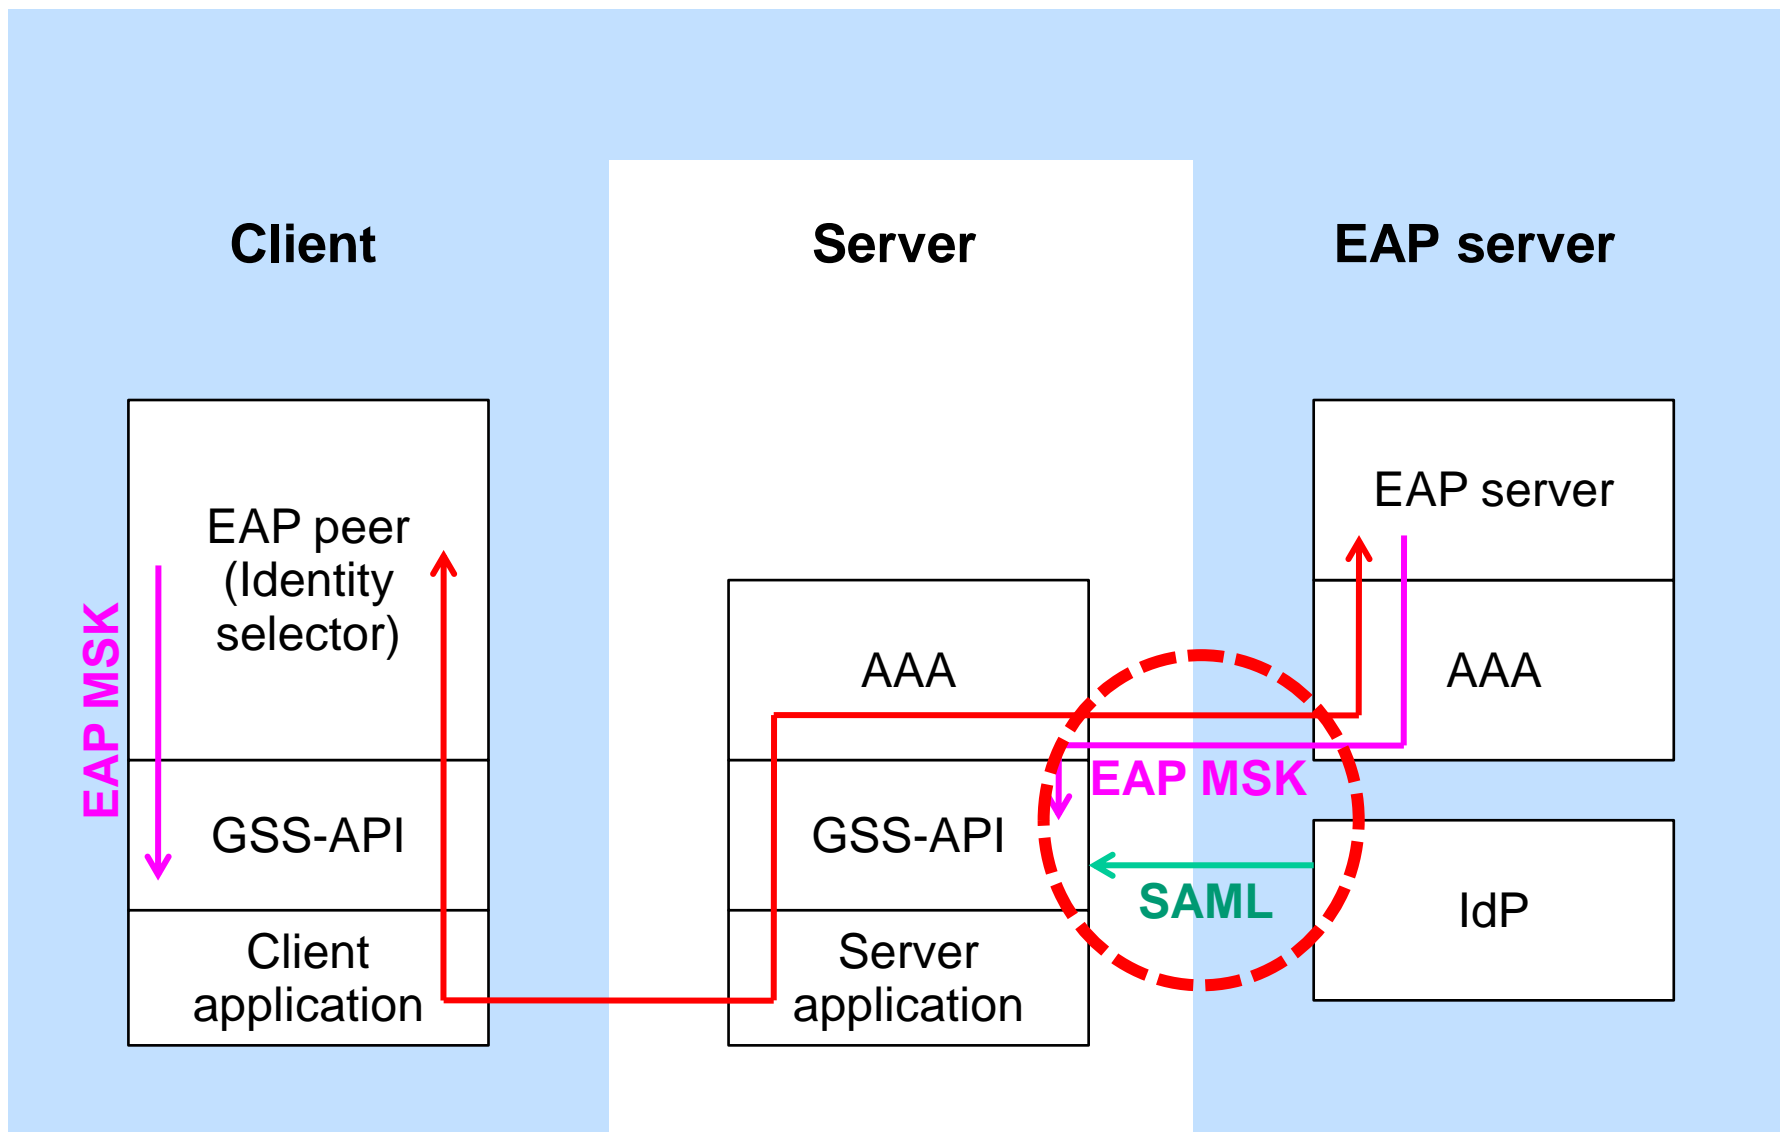 Client
Server
EAP server
EAP peer
(Identity
selector)
EAP MSK
GSS-API
Client
application
AAA
GSS-API
Server
application
EAP MSK
SAML
EAP server
AAA
IdP